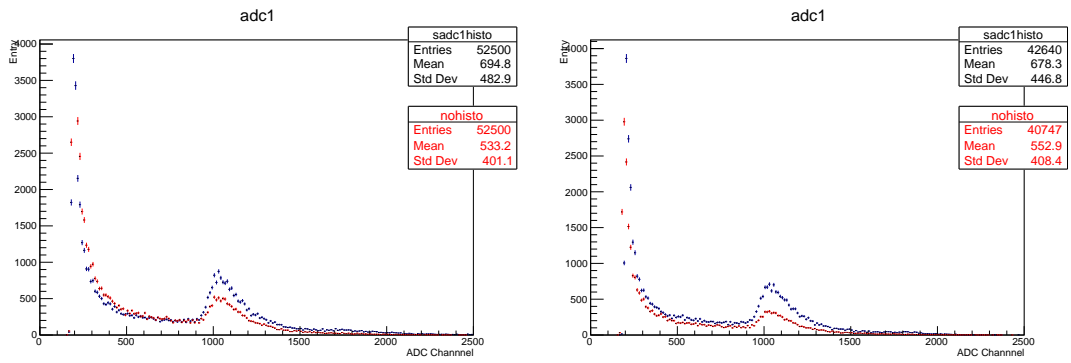 adc1
Entry
sadc1histo
Entries 52500
Mean 694.8
Std Dev 482.9
nohisto
Entries 52500
Mean 533.2
Std Dev 401.1
4000
3500
3000
2500
2000
1500
1000
500
0
0 500 1000 1500 2000 2500
ADC Channnel
adc1
Entry
sadc1histo
Entries 42640
Mean 678.3
Std Dev 446.8
nohisto
Entries 40747
Mean 552.9
Std Dev 408.4
4000
3500
3000
2500
2000
1500
1000
500
0
0 500 1000 1500 2000 2500
ADC Channnel